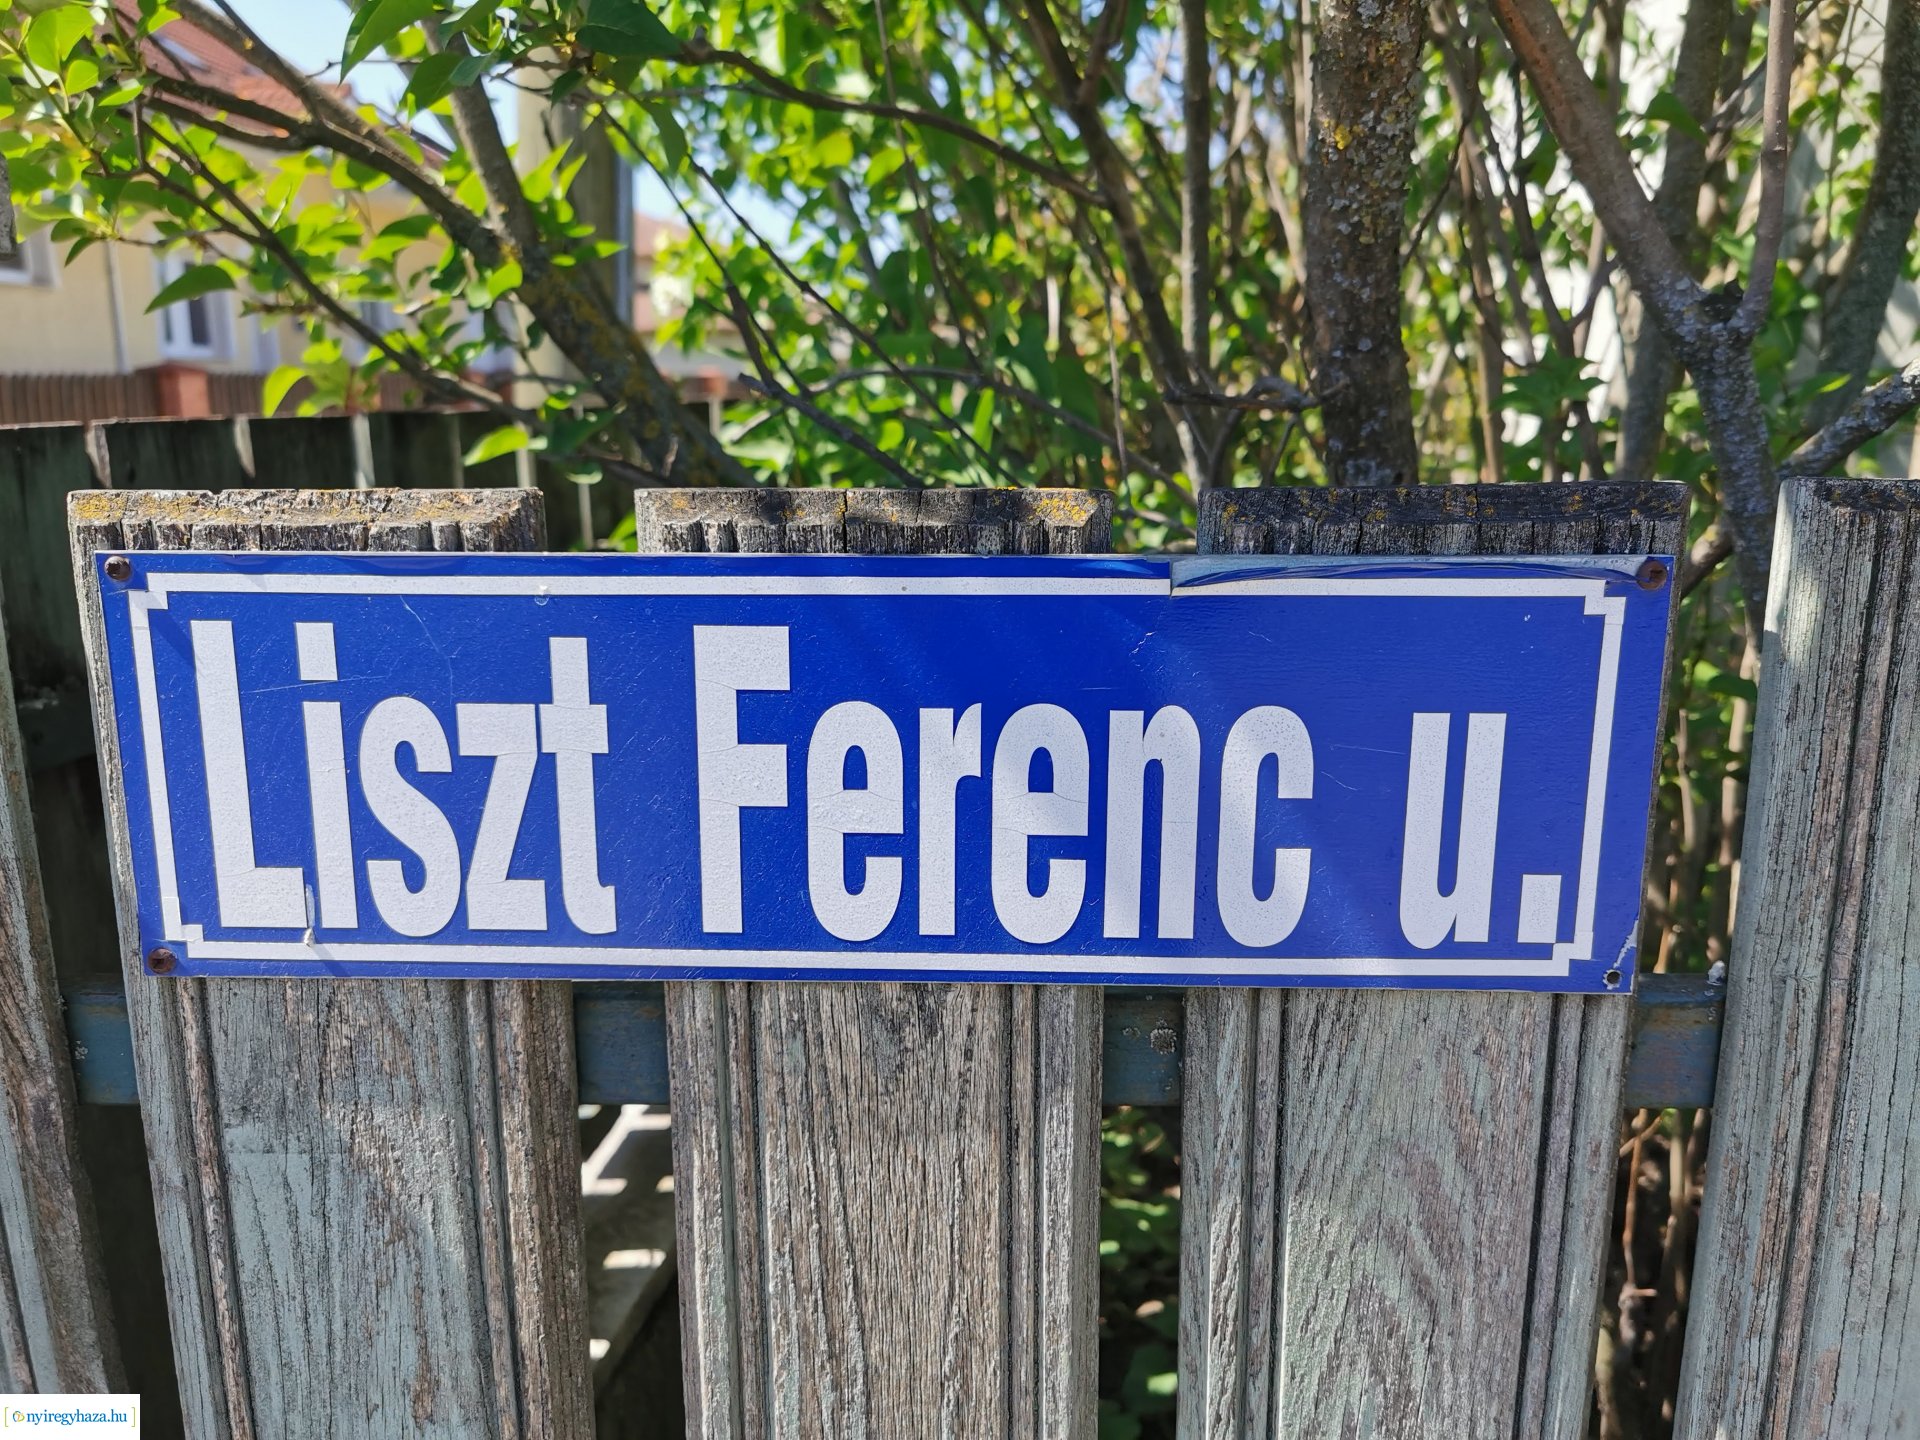 Liszt Ferenc u.
nyiregyhaza.hu